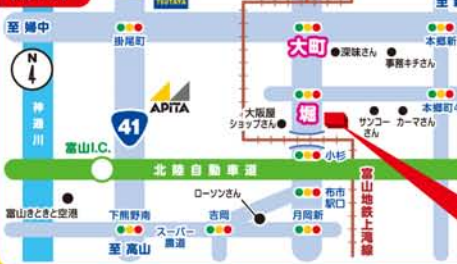 TSUTAYA
至 婦中
掛尾町
大町
深味さん
事務キチさん
本郷新
N
神通川
APiTA
41
大阪屋
ショップさん
堀
サンコー
さん
カーマさん
本郷町
富山I.C.
北陸自動車道
小杉
富山きときと空港
ローソンさん
布市
駅口
下熊野南
スーパー
農道
吉岡
月岡新
至 高山
富山地鉄上滝線